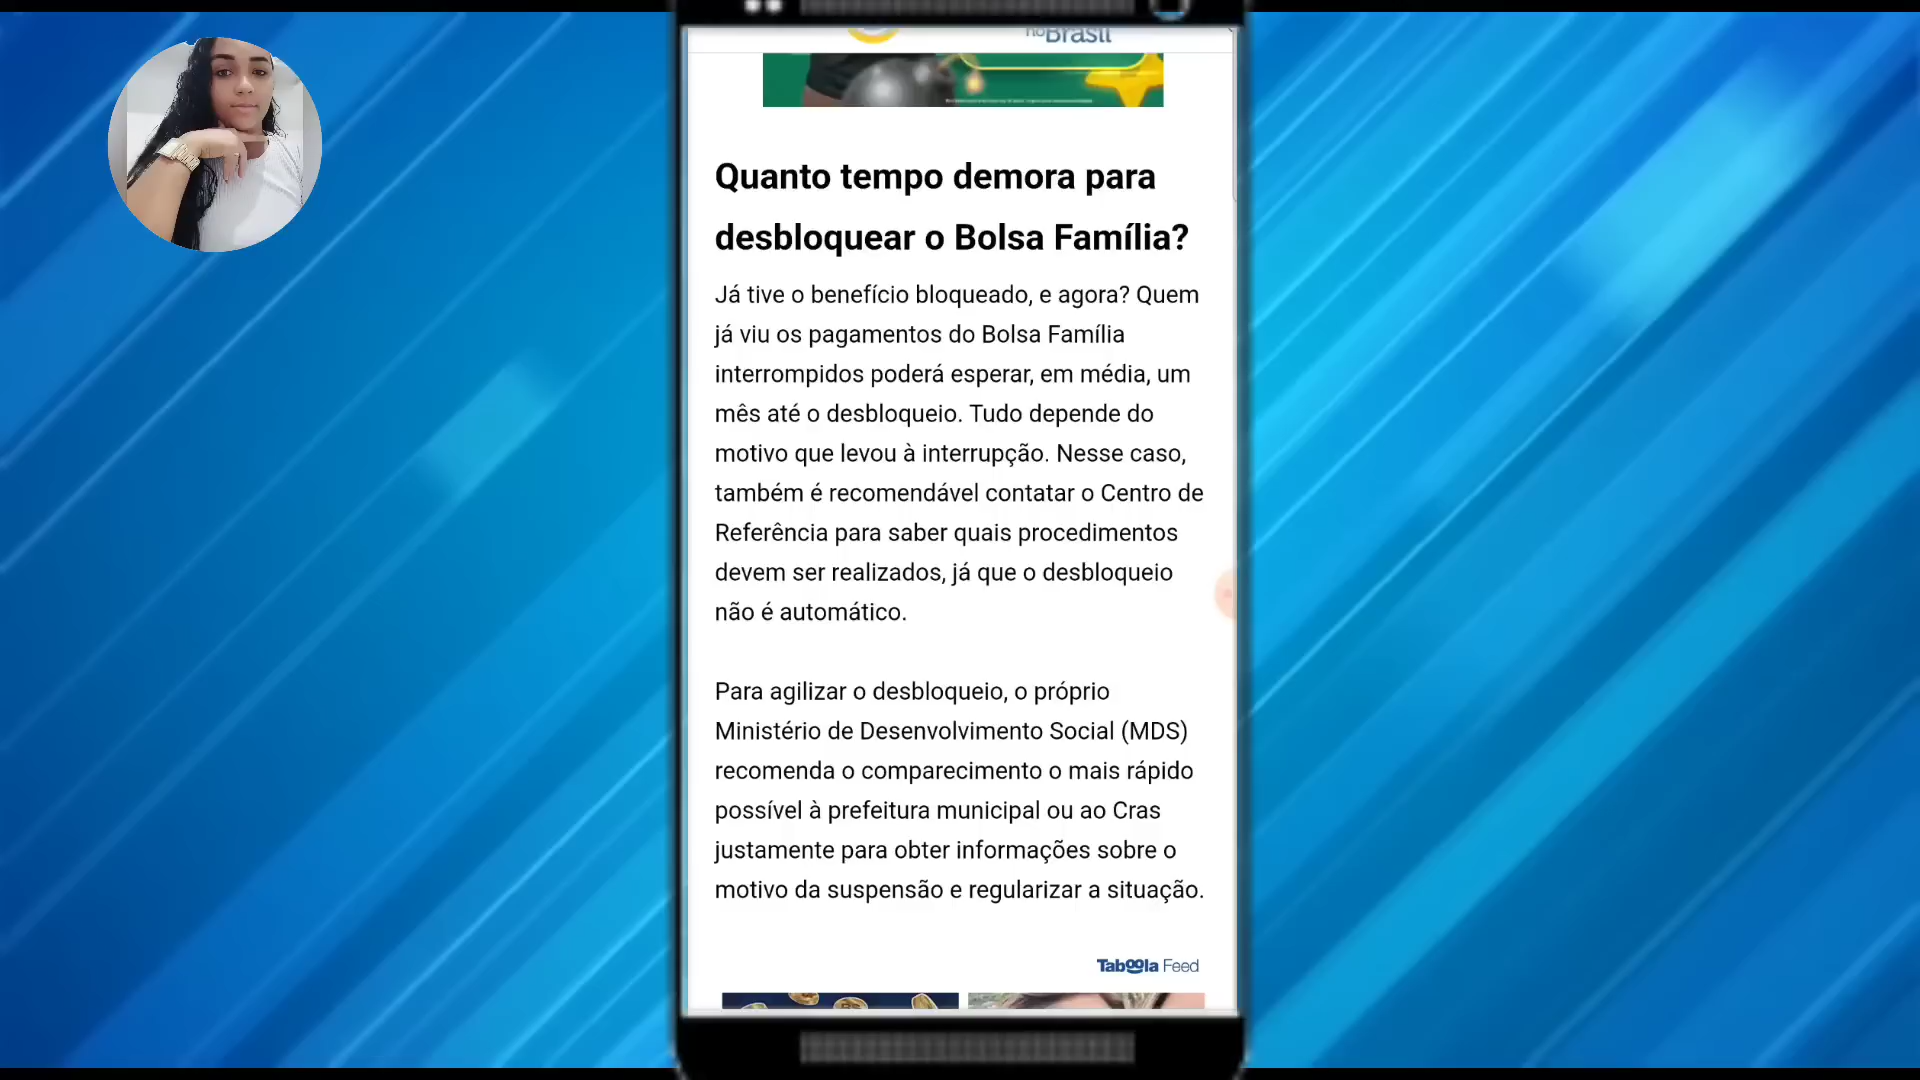 noBrasil
Quanto tempo demora para
desbloquear o Bolsa Família?
Já tive o benefício bloqueado, e agora? Quem
já viu os pagamentos do Bolsa Família
interrompidos poderá esperar, em média, um
mês até o desbloqueio. Tudo depende do
motivo que levou à interrupção. Nesse caso,
também é recomendável contatar o Centro de
Referência para saber quais procedimentos
devem ser realizados, já que o desbloqueio
não é automático.
Para agilizar o desbloqueio, o próprio
Ministério de Desenvolvimento Social (MDS)
recomenda o comparecimento o mais rápido
possível à prefeitura municipal ou ao Cras
justamente para obter informações sobre o
motivo da suspensão e regularizar a situação.
Taboola Feed